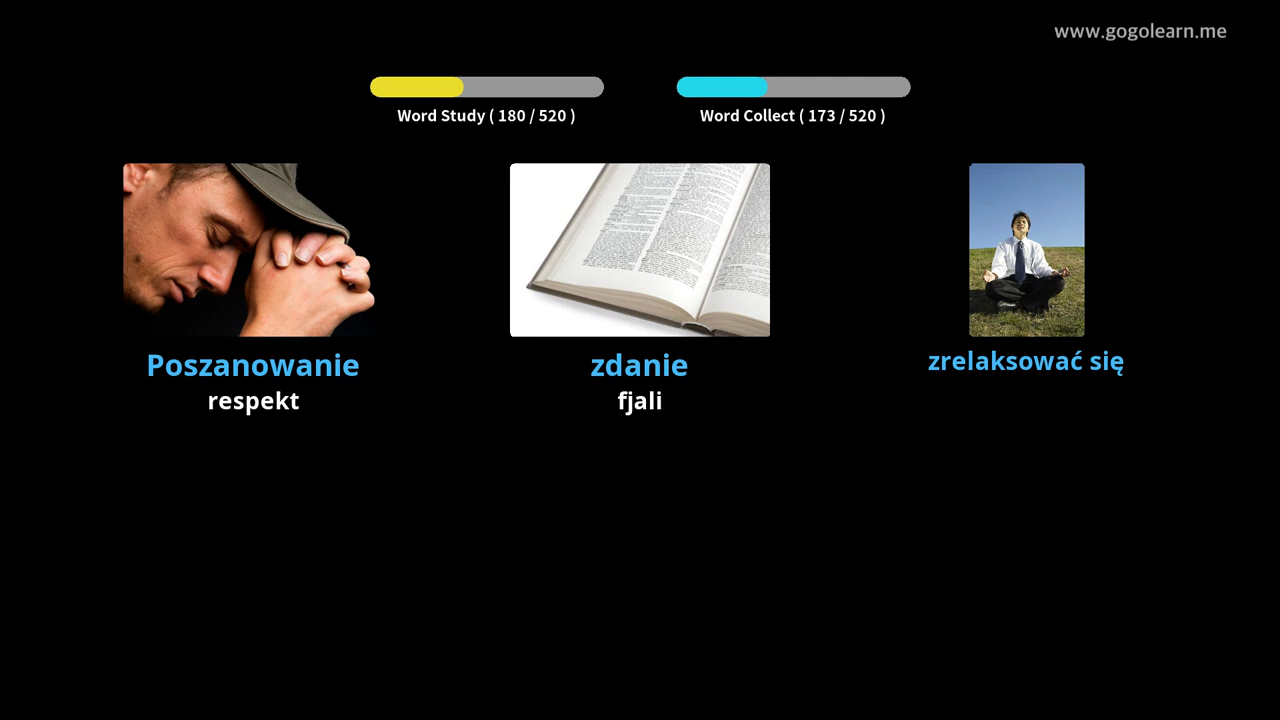 www.gogolearn.me
Word Study ( 180 / 520 )
Word Collect ( 173 / 520 )
Poszanowanie
respekt
zdanie
fjali
zrelaksować się